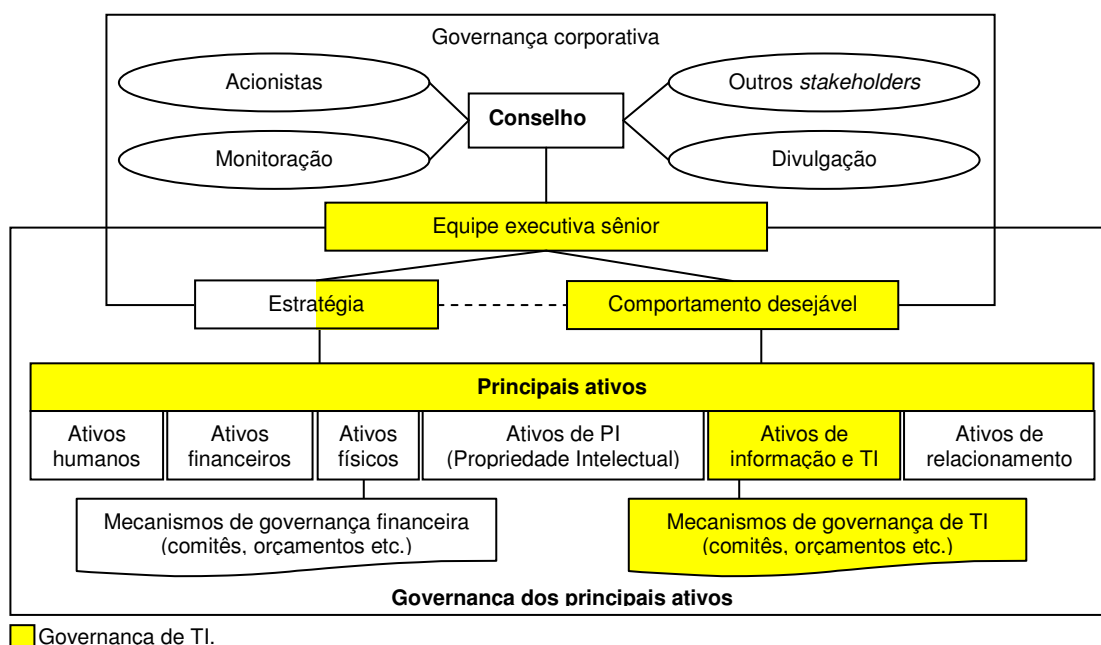 Governança corporativa
Acionistas
Outros stakeholders
Conselho
Monitoração
Divulgação
Equipe executiva sênior
Estratégia
Comportamento desejável
Principais ativos
Ativos
humanos
Ativos
financeiros
Ativos
físicos
Ativos de PI
(Propriedade Intelectual)
Ativos de
informação e TI
Ativos de
relacionamento
Mecanismos de governança financeira
(comitês, orçamentos etc.)
Mecanismos de governança de TI
(comitês, orçamentos etc.)
Governança dos principais ativos
Governança de TI.